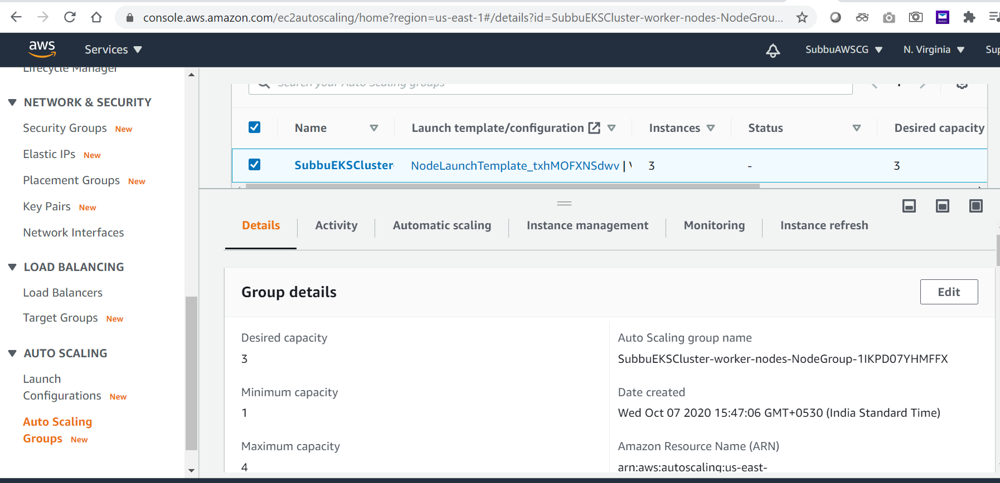 console.aws.amazon.com/ec2autoscaling/home?region=us-east-1#/details?id=SubbuEKSCluster-worker-nodes-NodeGrou...
aws
Services
SubbuAWSCG
N. Virginia
Sup
Lifecycle Manager
NETWORK & SECURITY
Security Groups New
Elastic IPs New
Placement Groups New
Key Pairs New
Network Interfaces
LOAD BALANCING
Load Balancers
Target Groups New
AUTO SCALING
Launch
Configurations New
Auto Scaling
Groups New
Search your Auto Scaling groups
1
Name Launch template/configuration Instances Status Desired capacity
SubbuEKSCluster- NodeLaunchTemplate_txhMOFXNSdwv | 3 - 3
Details Activity Automatic scaling Instance management Monitoring Instance refresh
Group details
Edit
Desired capacity
3
Minimum capacity
1
Maximum capacity
4
Auto Scaling group name
SubbuEKSCluster-worker-nodes-NodeGroup-1IKPD07YHMFFX
Date created
Wed Oct 07 2020 15:47:06 GMT+0530 (India Standard Time)
Amazon Resource Name (ARN)
arn:aws:autoscaling:us-east-